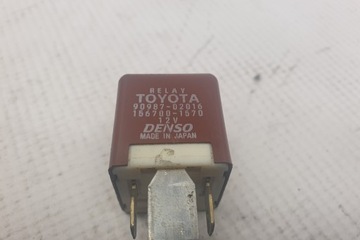 RELAY
TOYOTA
90987-02016
156700-1570
12V
DENSO
MADE IN JAPAN